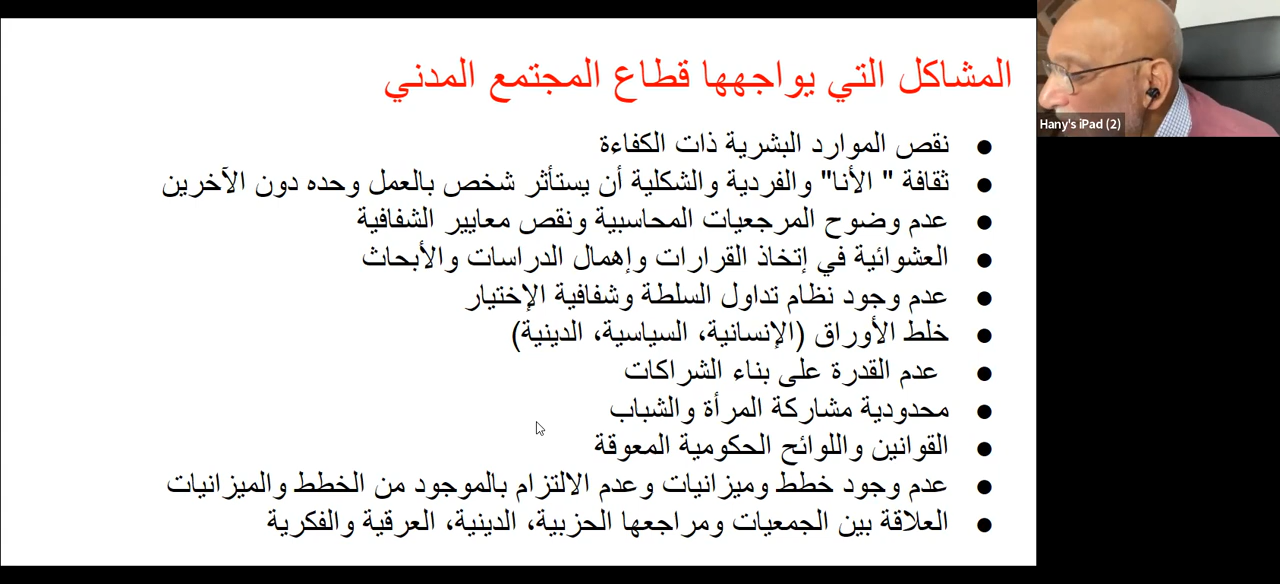 المشاكل التي يواجهها قطاع المجتمع المدني
● نقص الموارد البشرية ذات الكفاءة
● ثقافة " الأنا" والفردية والشكلية أن يستأثر شخص بالعمل وحده دون الآخرين
● عدم وضوح المرجعيات المحاسبية ونقص معايير الشفافية
● العشوائية في إتخاذ القرارات وإهمال الدراسات والأبحاث
● عدم وجود نظام تداول السلطة وشفافية الإختيار
● خلط الأوراق (الإنسانية، السياسية، الدينية)
● عدم القدرة على بناء الشراكات
● محدودية مشاركة المرأة والشباب
● القوانين واللوائح الحكومية المعوقة
● عدم وجود خطط وميزانيات وعدم الالتزام بالموجود من الخطط والميزانيات
● العلاقة بين الجمعيات ومراجعها الحزبية، الدينية، العرقية والفكرية
Hany's iPad (2)